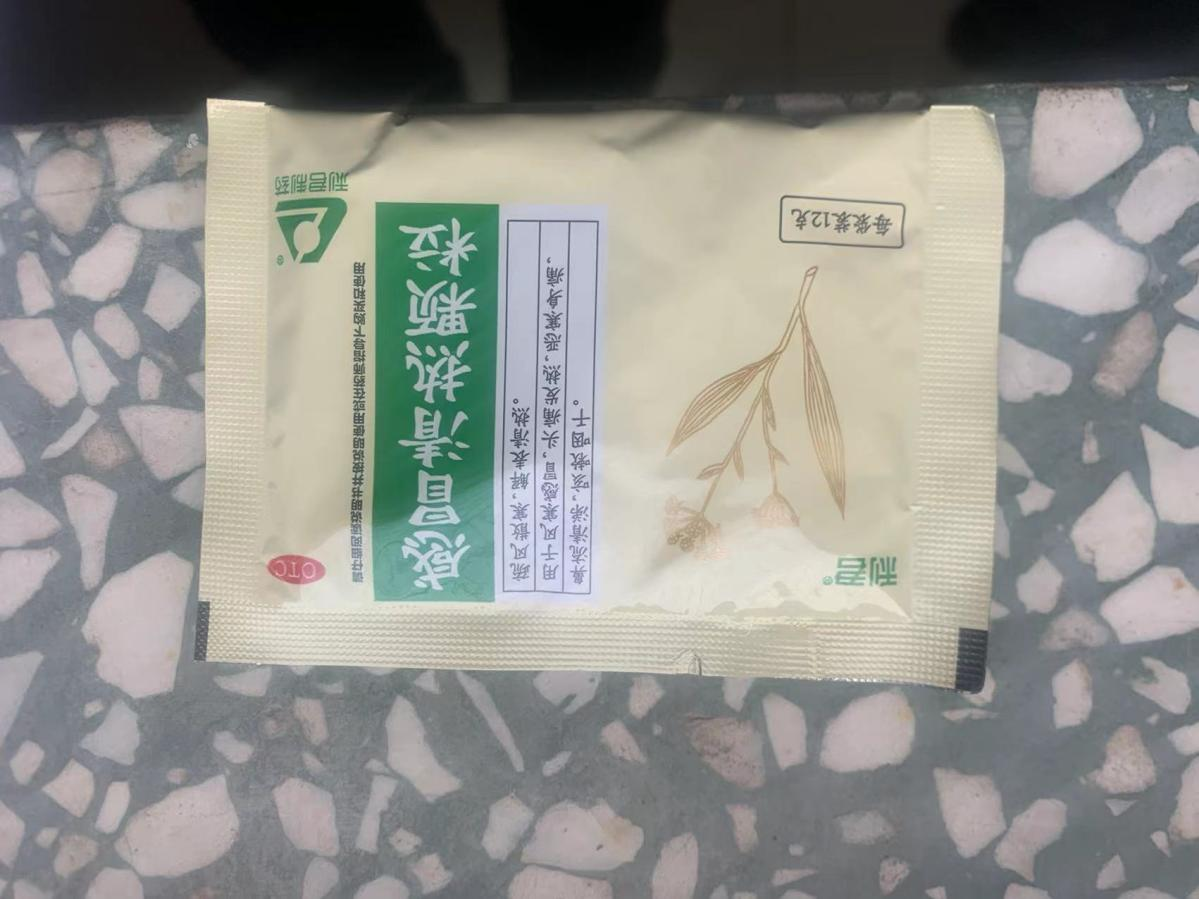 利君制药
®
OTC
请仔细阅读说明书并按说明使用或在药师指导下购买和使用
感冒清热颗粒
疏风散寒，解表清热。
用于风寒感冒，头痛发热，恶寒身痛，
鼻流清涕，咳嗽咽干。
每袋装12克
利君®